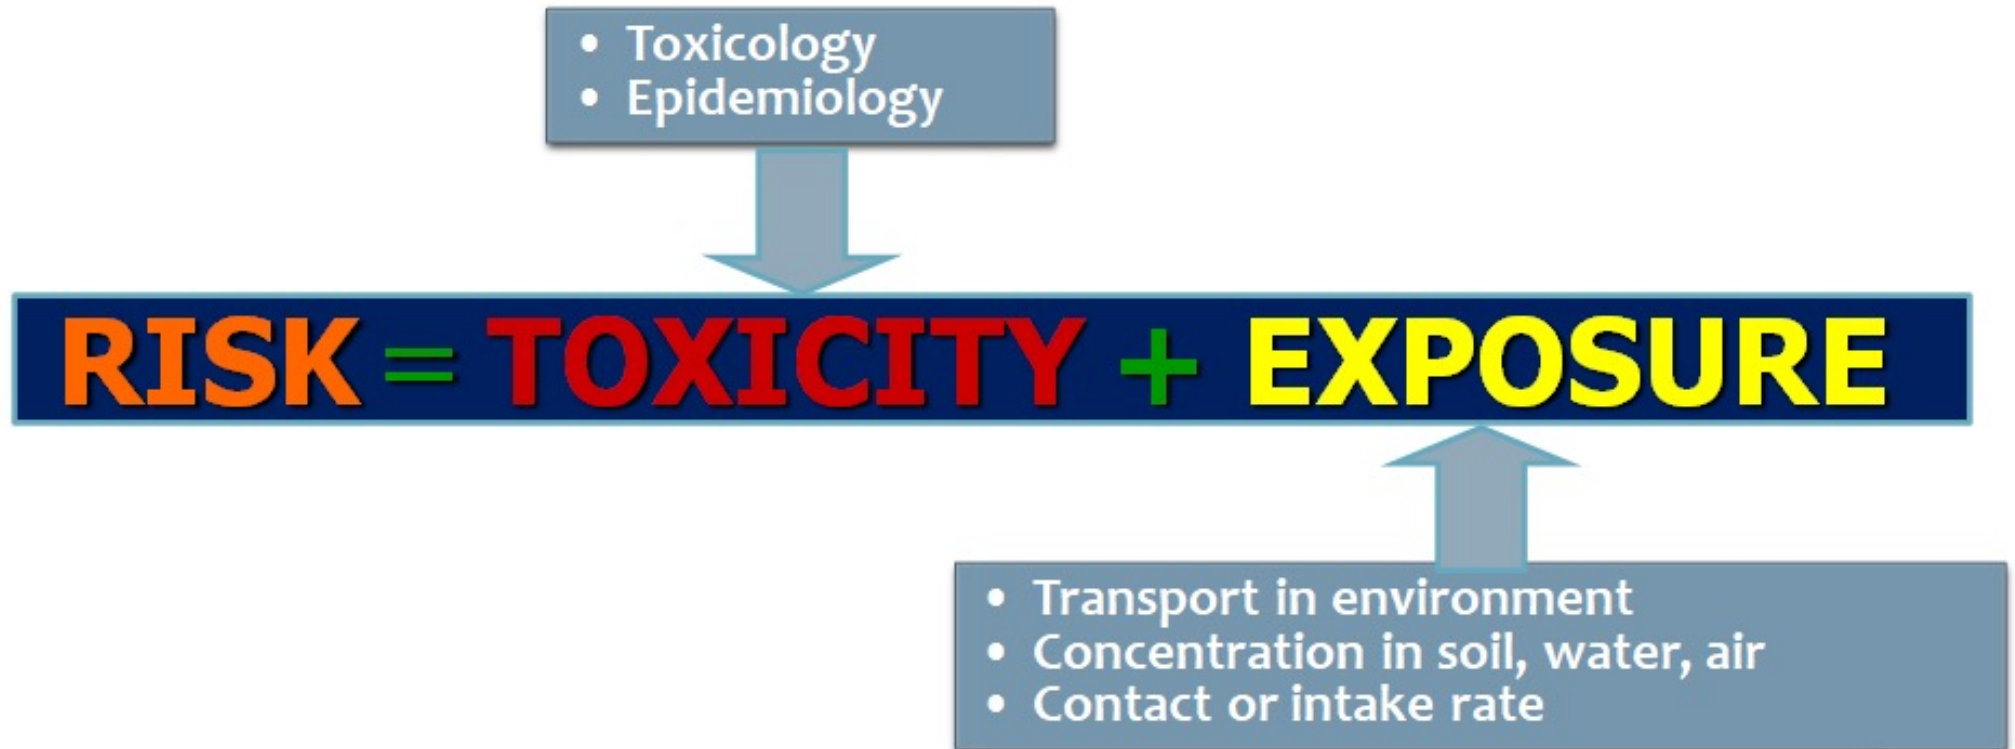 • Toxicology
• Epidemiology
RISK = TOXICITY + EXPOSURE
• Transport in environment
• Concentration in soil, water, air
• Contact or intake rate